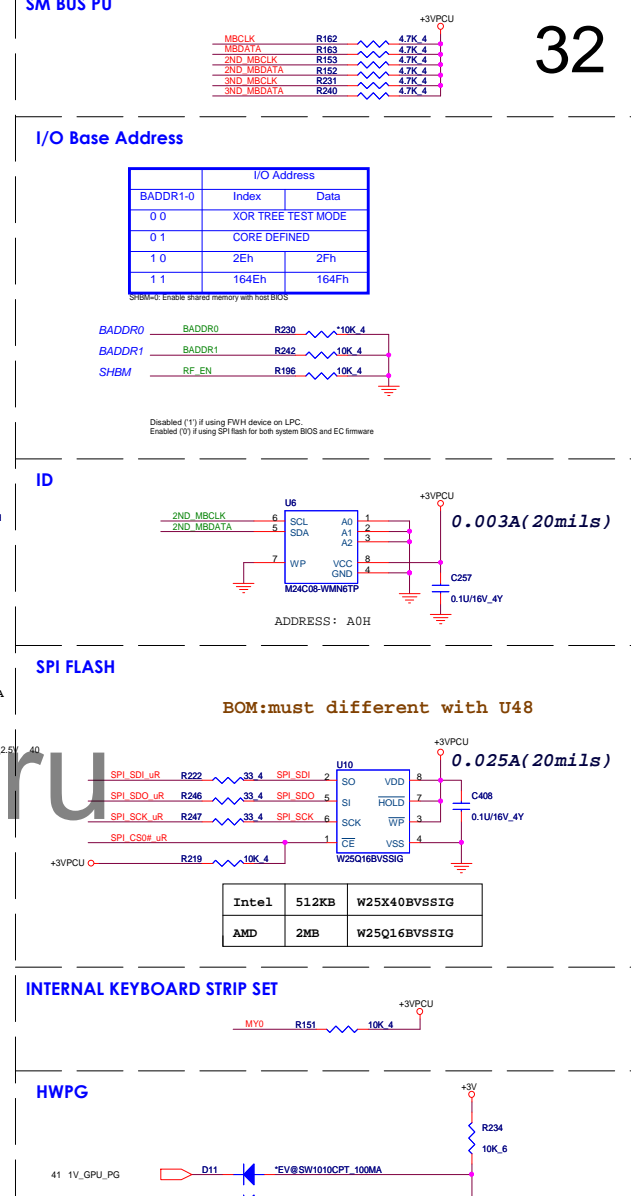 SM BUS PU
+3VPCU
32
MBCLK R162 4.7K_4
MBDATA R163 4.7K_4
2ND_MBCLK R153 4.7K_4
2ND_MBDATA R152 4.7K_4
3ND_MBCLK R231 4.7K_4
3ND_MBDATA R240 4.7K_4
I/O Base Address
I/O Address
BADDR1-0 Index Data
0 0 XOR TREE TEST MODE
0 1 CORE DEFINED
1 0 2Eh 2Fh
1 1 164Eh 164Fh
SHBM=0: Enable shared memory with host BIOS
BADDR0 BADDR0 R230 *10K_4
BADDR1 BADDR1 R242 10K_4
SHBM RF_EN R196 10K_4
Disabled ('1') if using FWH device on LPC.
Enabled ('0') if using SPI flash for both system BIOS and EC firmware
ID
+3VPCU
U6
0.003A(20mils)
2ND_MBCLK 6 SCL A0 1
2ND_MBDATA 5 SDA A1 2
A2 3
7 WP VCC 8
GND 4
C257
M24C08-WMN6TP
0.1U/16V_4Y
ADDRESS: A0H
SPI FLASH
A
BOM:must different with U48
2.5V 40
ru
+3VPCU
0.025A(20mils)
U10
SPI_SDI_uR R222 33_4 SPI_SDI 2 SO VDD 8
SPI_SDO_uR R246 33_4 SPI_SDO 5 SI HOLD 7
C408
0.1U/16V_4Y
SPI_SCK_uR R247 33_4 SPI_SCK 6 SCK WP 3
SPI_CS0#_uR 1 CE VSS 4
+3VPCU R219 10K_4 W25Q16BVSSIG
Intel 512KB W25X40BVSSIG
AMD 2MB W25Q16BVSSIG
INTERNAL KEYBOARD STRIP SET
+3VPCU
MY0 R151 10K_4
HWPG
+3V
R234
10K_6
41 1V_GPU_PG D11 *EV@SW1010CPT_100MA